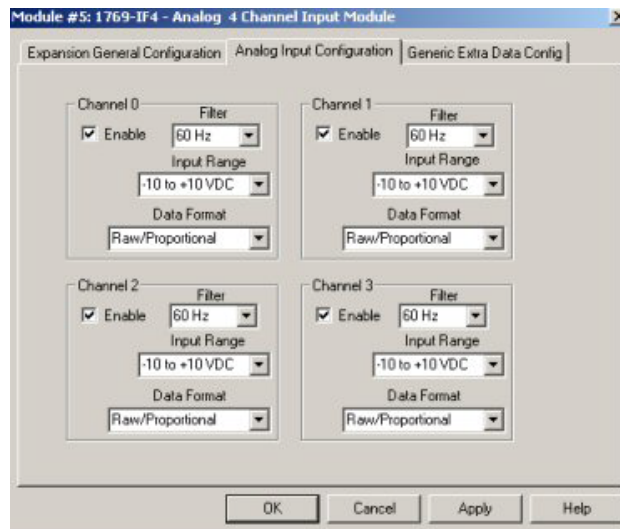 Module #5: 1769-IF4 - Analog 4 Channel Input Module
Expansion General Configuration
Analog Input Configuration
Generic Extra Data Config
Channel 0
Filter
Enable
60 Hz
Input Range
-10 to +10 VDC
Data Format
Raw/Proportional
Channel 1
Filter
Enable
60 Hz
Input Range
-10 to +10 VDC
Data Format
Raw/Proportional
Channel 2
Filter
Enable
60 Hz
Input Range
-10 to +10 VDC
Data Format
Raw/Proportional
Channel 3
Filter
Enable
60 Hz
Input Range
-10 to +10 VDC
Data Format
Raw/Proportional
OK
Cancel
Apply
Help